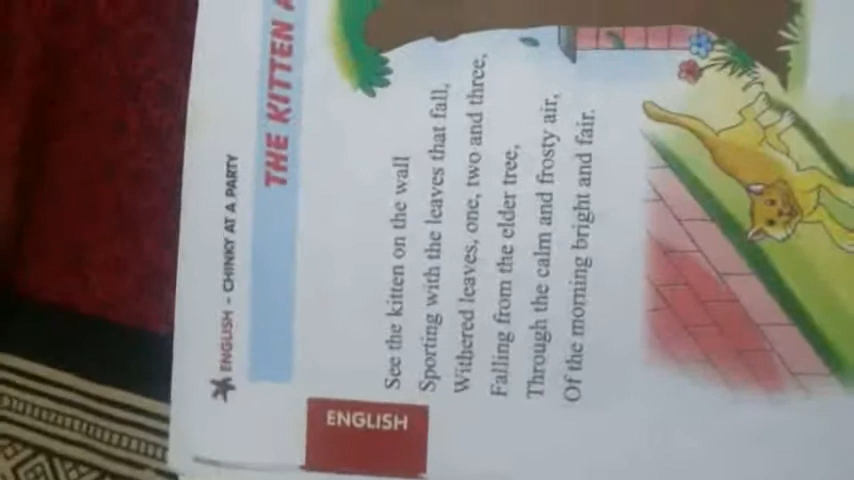 ENGLISH - CHINKY AT A PARTY
THE KITTEN
ENGLISH
See the kitten on the wall
Sporting with the leaves that fall,
Withered leaves, one, two and three,
Falling from the elder tree,
Through the calm and frosty air,
Of the morning bright and fair.